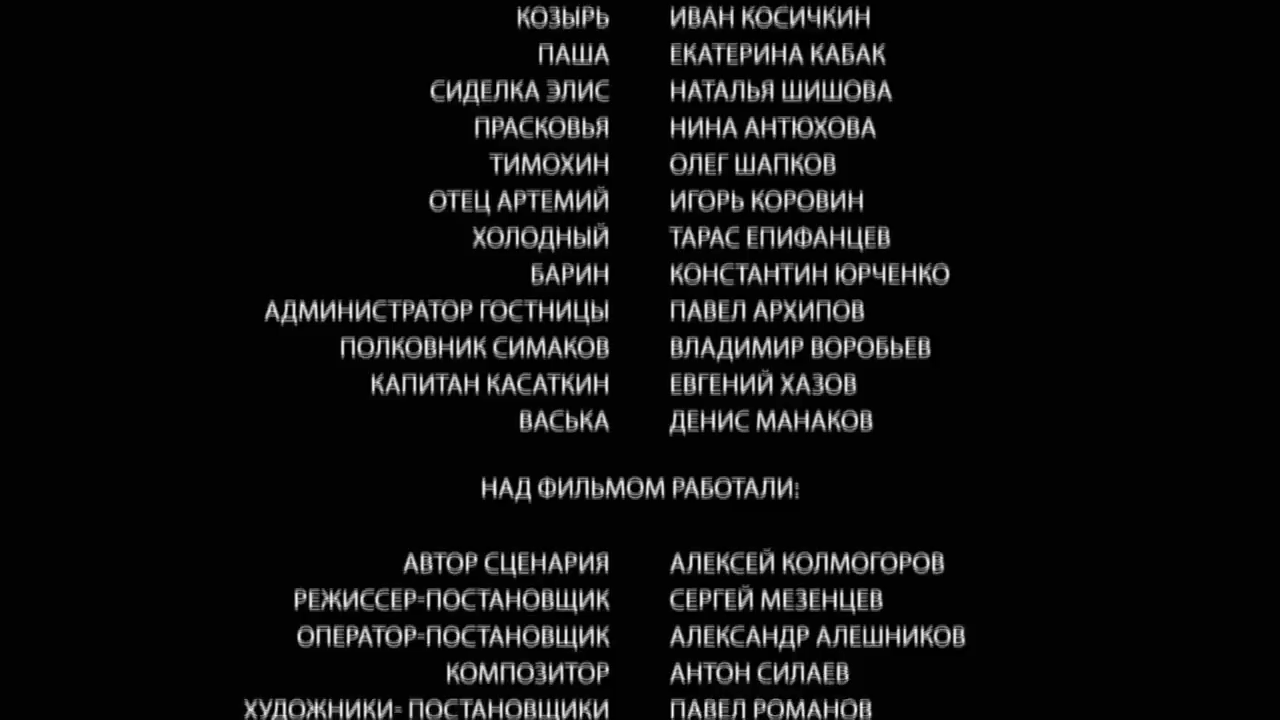 КОЗЫРЬ ИВАН КОСИЧКИН
ПАША ЕКАТЕРИНА КАБАК
СИДЕЛКА ЭЛИС НАТАЛЬЯ ШИШОВА
ПРАСКОВЬЯ НИНА АНТЮХОВА
ТИМОХИН ОЛЕГ ШАПКОВ
ОТЕЦ АРТЕМИЙ ИГОРЬ КОРОВИН
ХОЛОДНЫЙ ТАРАС ЕПИФАНЦЕВ
БАРИН КОНСТАНТИН ЮРЧЕНКО
АДМИНИСТРАТОР ГОСТНИЦЫ ПАВЕЛ АРХИПОВ
ПОЛКОВНИК СИМАКОВ ВЛАДИМИР ВОРОБЬЕВ
КАПИТАН КАСАТКИН ЕВГЕНИЙ ХАЗОВ
ВАСЬКА ДЕНИС МАНАКОВ
НАД ФИЛЬМОМ РАБОТАЛИ:
АВТОР СЦЕНАРИЯ АЛЕКСЕЙ КОЛМОГОРОВ
РЕЖИССЕР-ПОСТАНОВЩИК СЕРГЕЙ МЕЗЕНЦЕВ
ОПЕРАТОР-ПОСТАНОВЩИК АЛЕКСАНДР АЛЕШНИКОВ
КОМПОЗИТОР АНТОН СИЛАЕВ
ХУДОЖНИКИ- ПОСТАНОВЩИКИ ПАВЕЛ РОМАНОВ